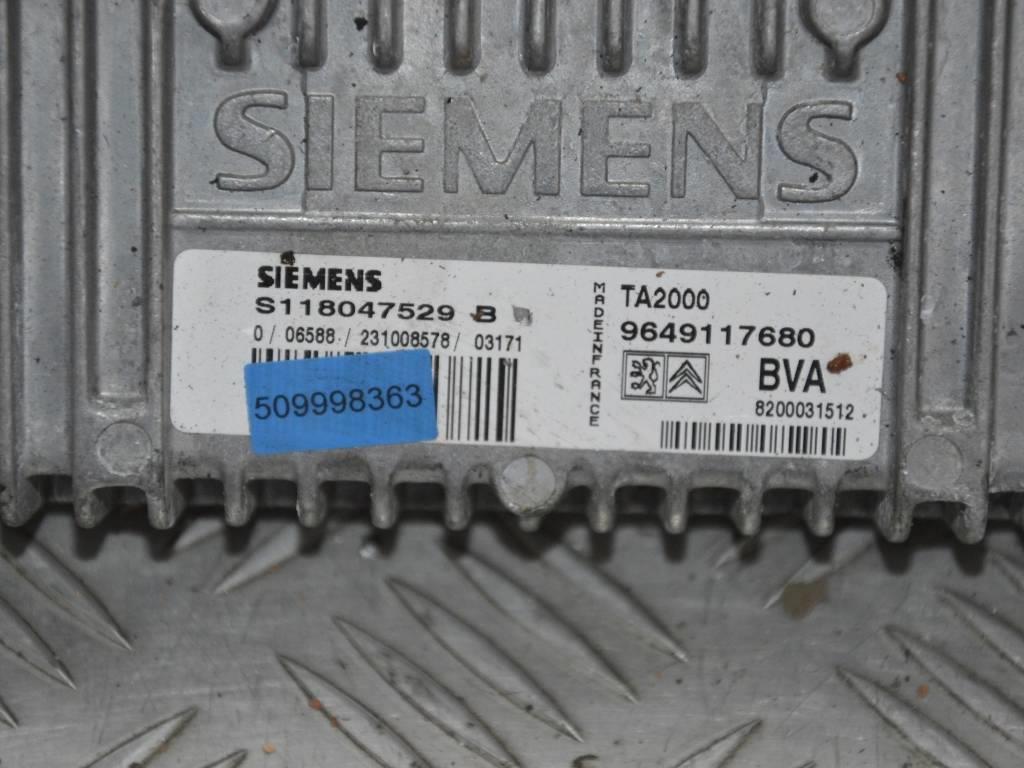 SIEMENS
SIEMENS
S118047529 B
0/ 06588 / 231008578 / 03171
509998363
MADEINFRANCE
TA2000
9649117680
BVA
8200031512